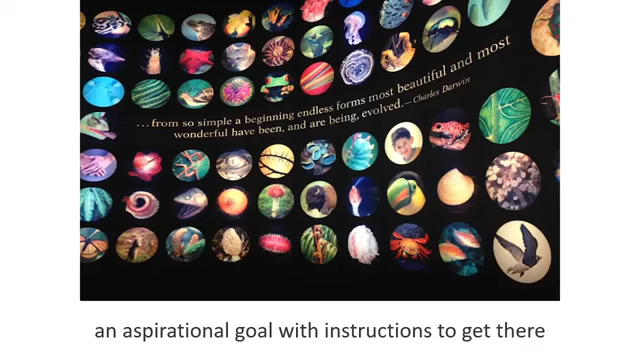 ...from so simple a beginning endless forms most beautiful and most
wonderful have been, and are being, evolved.—Charles Darwin
an aspirational goal with instructions to get there